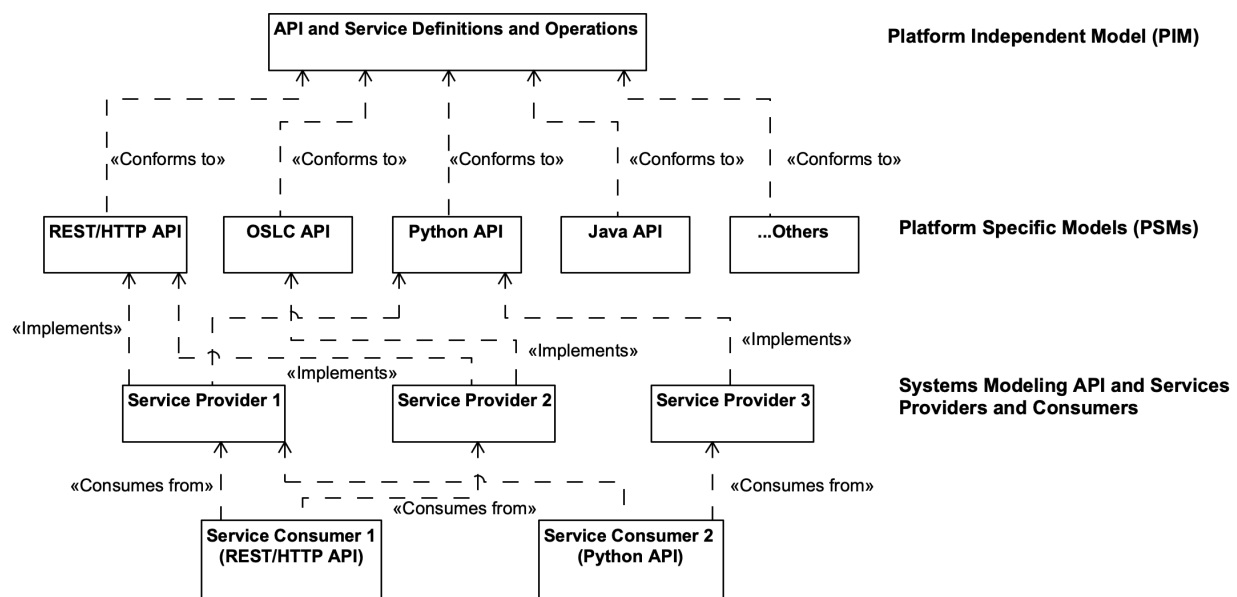 API and Service Definitions and Operations
Platform Independent Model (PIM)
«Conforms to»
«Conforms to»
«Conforms to»
«Conforms to»
«Conforms to»
REST/HTTP API
OSLC API
Python API
Java API
...Others
Platform Specific Models (PSMs)
«Implements»
«Implements»
«Implements»
«Implements»
Service Provider 1
Service Provider 2
Service Provider 3
Systems Modeling API and Services
Providers and Consumers
«Consumes from»
«Consumes from»
«Consumes from»
Service Consumer 1
(REST/HTTP API)
Service Consumer 2
(Python API)